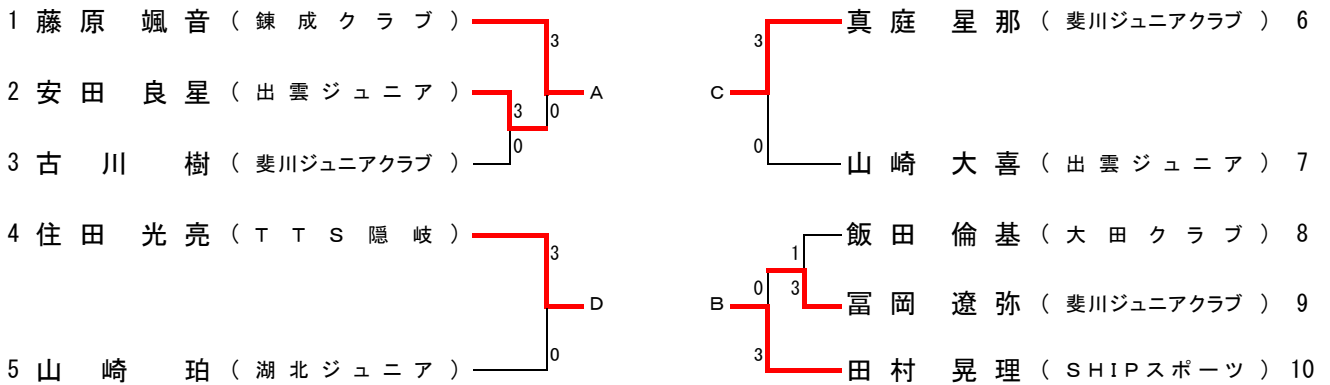 1 藤原 颯音 (錬成クラブ)
3
2 安田 良星 (出雲ジュニア)
A
3
0
0
3 古川 樹 (斐川ジュニアクラブ)
4 住田 光亮 (TTS隠岐)
3
D
0
5 山崎 珀 (湖北ジュニア)
真庭 星那 (斐川ジュニアクラブ) 6
3
C
0
山崎 大喜 (出雲ジュニア) 7
飯田 倫基 (大田クラブ) 8
1
0
3
B
冨岡 遼弥 (斐川ジュニアクラブ) 9
3
田村 晃理 (SHIPスポーツ) 10